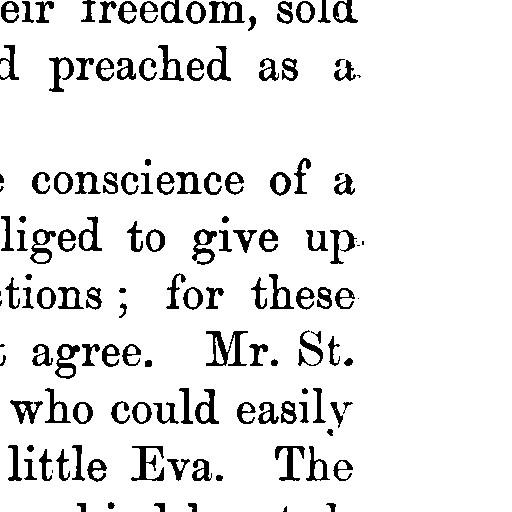 eir freedom, sold
d preached as a
conscience of a
liged to give up
tions ; for these
agree. Mr. St.
who could easily
little Eva. The